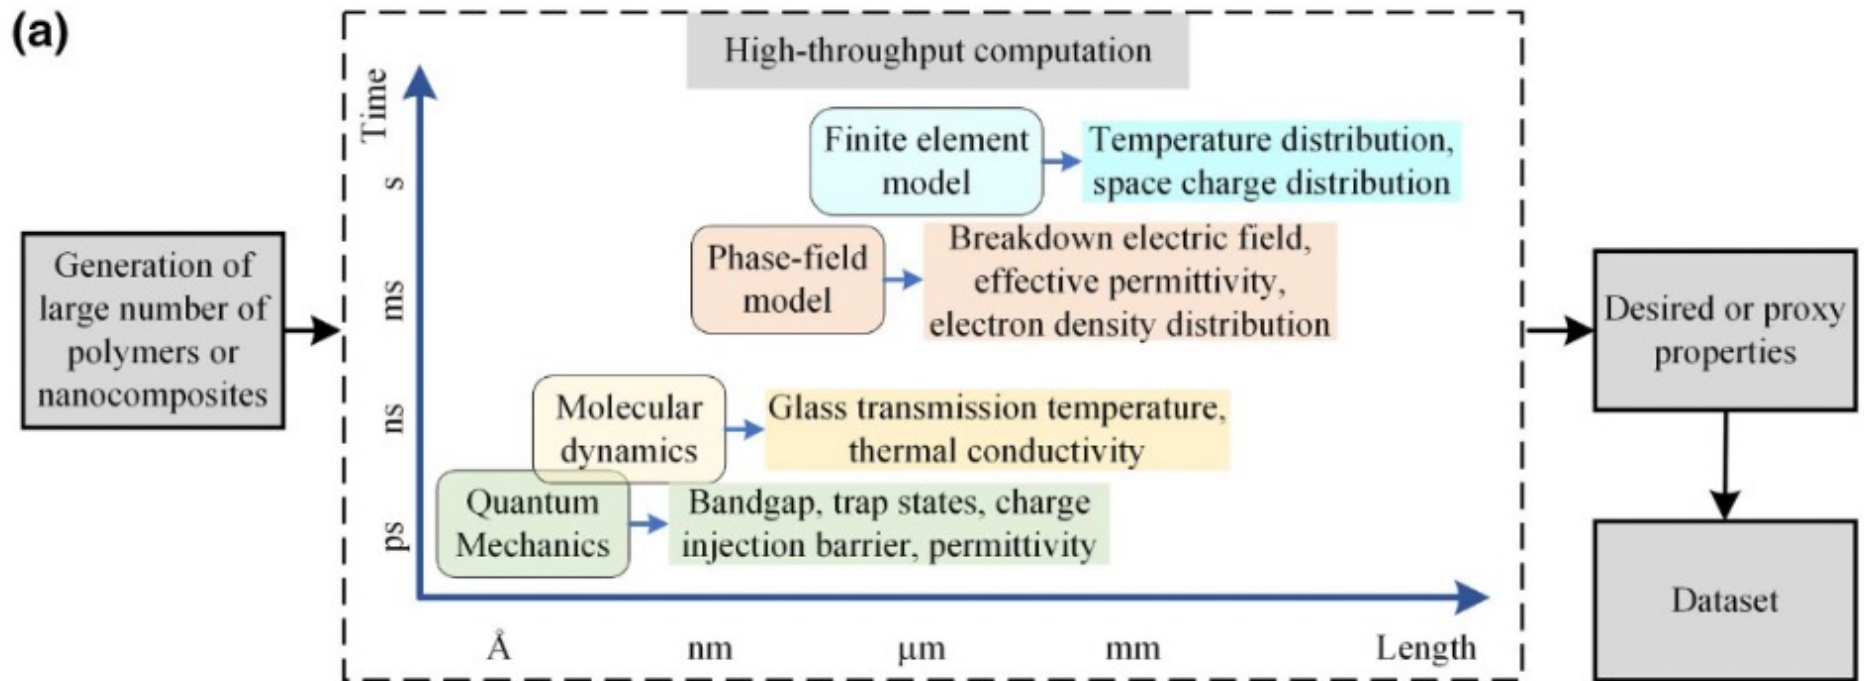 (a)
High-throughput computation
Time
s
ms
ns
ps
Generation of
large number of
polymers or
nanocomposites
Finite element
model
Temperature distribution,
space charge distribution
Phase-field
model
Breakdown electric field,
effective permittivity,
electron density distribution
Molecular
dynamics
Glass transmission temperature,
thermal conductivity
Quantum
Mechanics
Bandgap, trap states, charge
injection barrier, permittivity
Å nm μm mm Length
Desired or proxy
properties
Dataset